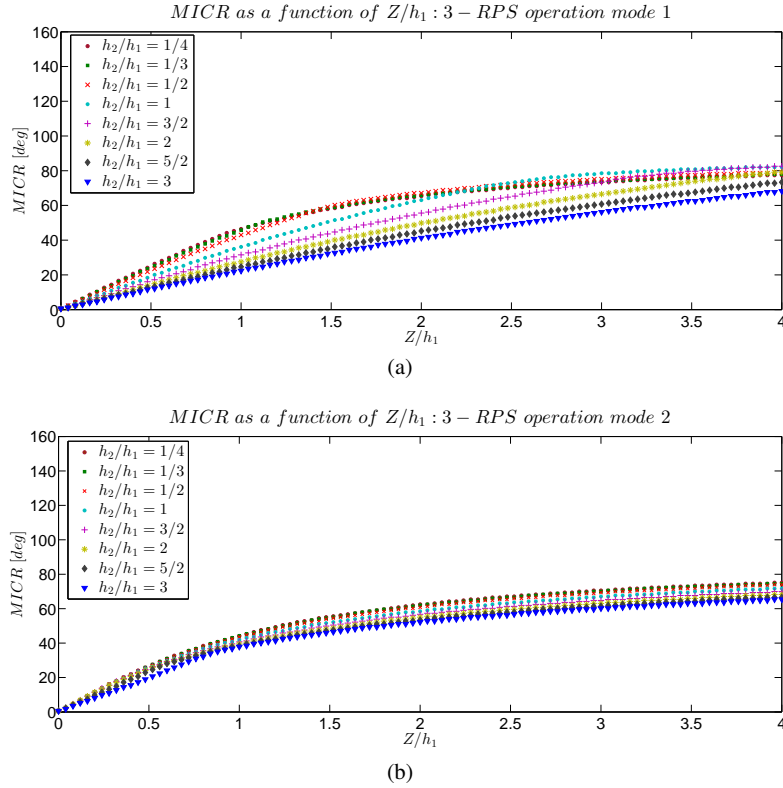 MICR as a function of Z/h₁ : 3 − RPS operation mode 1
160
140
120
100
80
60
40
20
0
MICR [deg]
h₂/h₁ = 1/4
h₂/h₁ = 1/3
h₂/h₁ = 1/2
h₂/h₁ = 1
h₂/h₁ = 3/2
h₂/h₁ = 2
h₂/h₁ = 5/2
h₂/h₁ = 3
0 0.5 1 1.5 2 2.5 3 3.5 4
Z/h₁
(a)
MICR as a function of Z/h₁ : 3 − RPS operation mode 2
160
140
120
100
80
60
40
20
0
MICR [deg]
h₂/h₁ = 1/4
h₂/h₁ = 1/3
h₂/h₁ = 1/2
h₂/h₁ = 1
h₂/h₁ = 3/2
h₂/h₁ = 2
h₂/h₁ = 5/2
h₂/h₁ = 3
0 0.5 1 1.5 2 2.5 3 3.5 4
Z/h₁
(b)